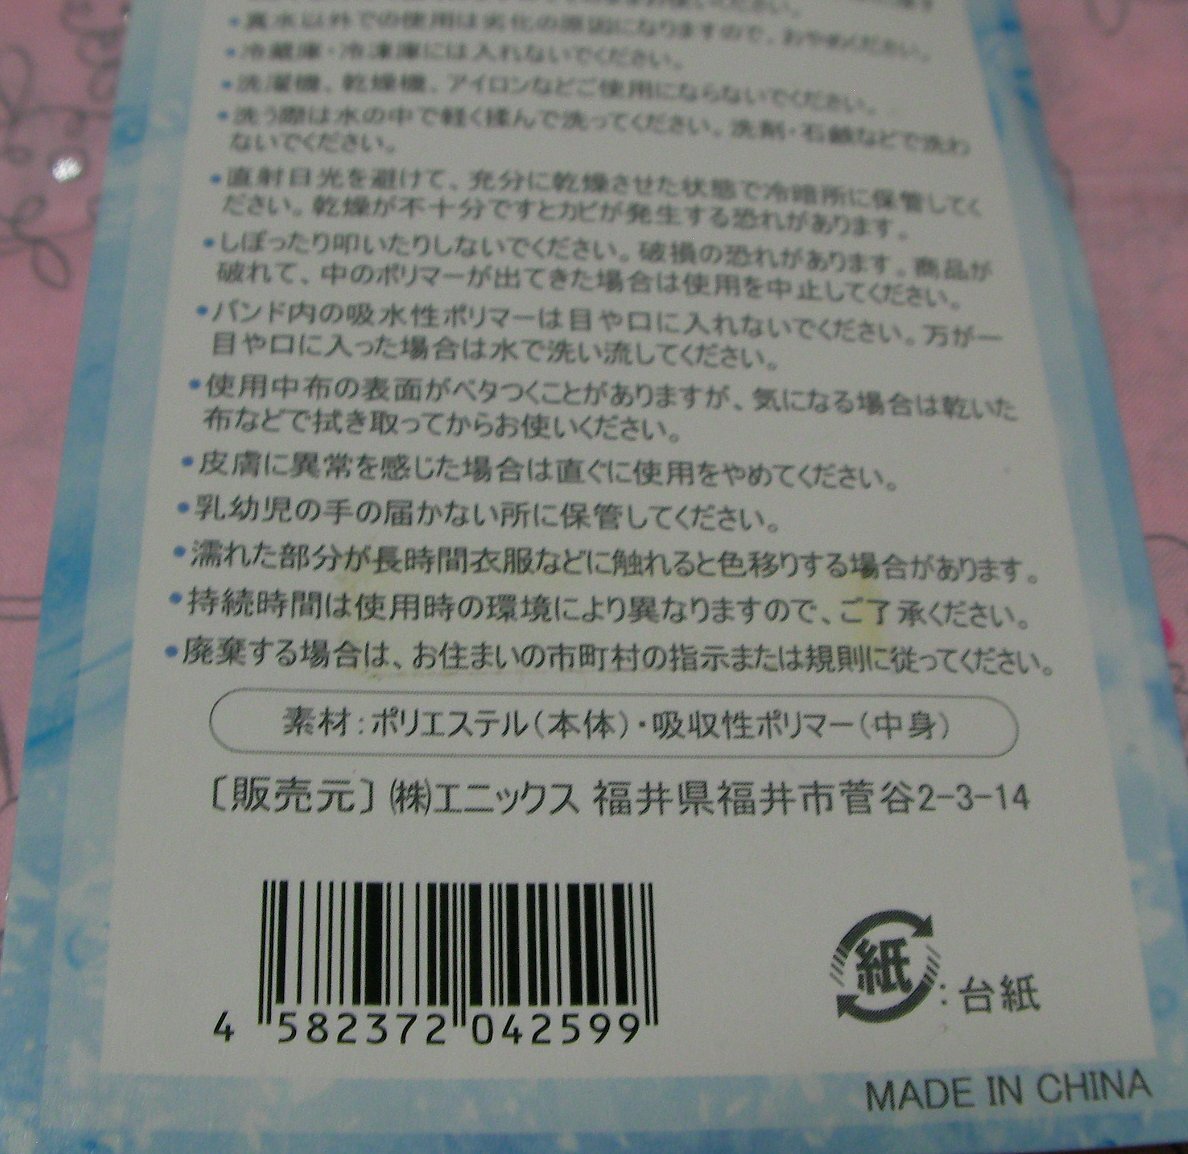 ・真水以外での使用は劣化の原因になりますので、おやめください。
・冷蔵庫・冷凍庫には入れないでください。
・洗濯機、乾燥機、アイロンなどご使用にならないでください。
・洗う際は水の中で軽く揉んで洗ってください。洗剤・石鹸などで洗わ
ないでください。
・直射日光を避けて、充分に乾燥させた状態で冷暗所に保管してく
ださい。乾燥が不十分ですとカビが発生する恐れがあります。
・しぼったり叩いたりしないでください。破損の恐れがあります。商品が
破れて、中のポリマーが出てきた場合は使用を中止してください。
・バンド内の吸水性ポリマーは目や口に入れないでください。万が一
目や口に入った場合は水で洗い流してください。
・使用中布の表面がベタつくことがありますが、気になる場合は乾いた
布などで拭き取ってからお使いください。
・皮膚に異常を感じた場合は直ぐに使用をやめてください。
・乳幼児の手の届かない所に保管してください。
・濡れた部分が長時間衣服などに触れると色移りする場合があります。
・持続時間は使用時の環境により異なりますので、ご了承ください。
・廃棄する場合は、お住まいの市町村の指示または規則に従ってください。
素材:ポリエステル(本体)・吸収性ポリマー(中身)
〔販売元〕㈱エニックス 福井県福井市菅谷2-3-14
4 582372 042599
紙:台紙
MADE IN CHINA